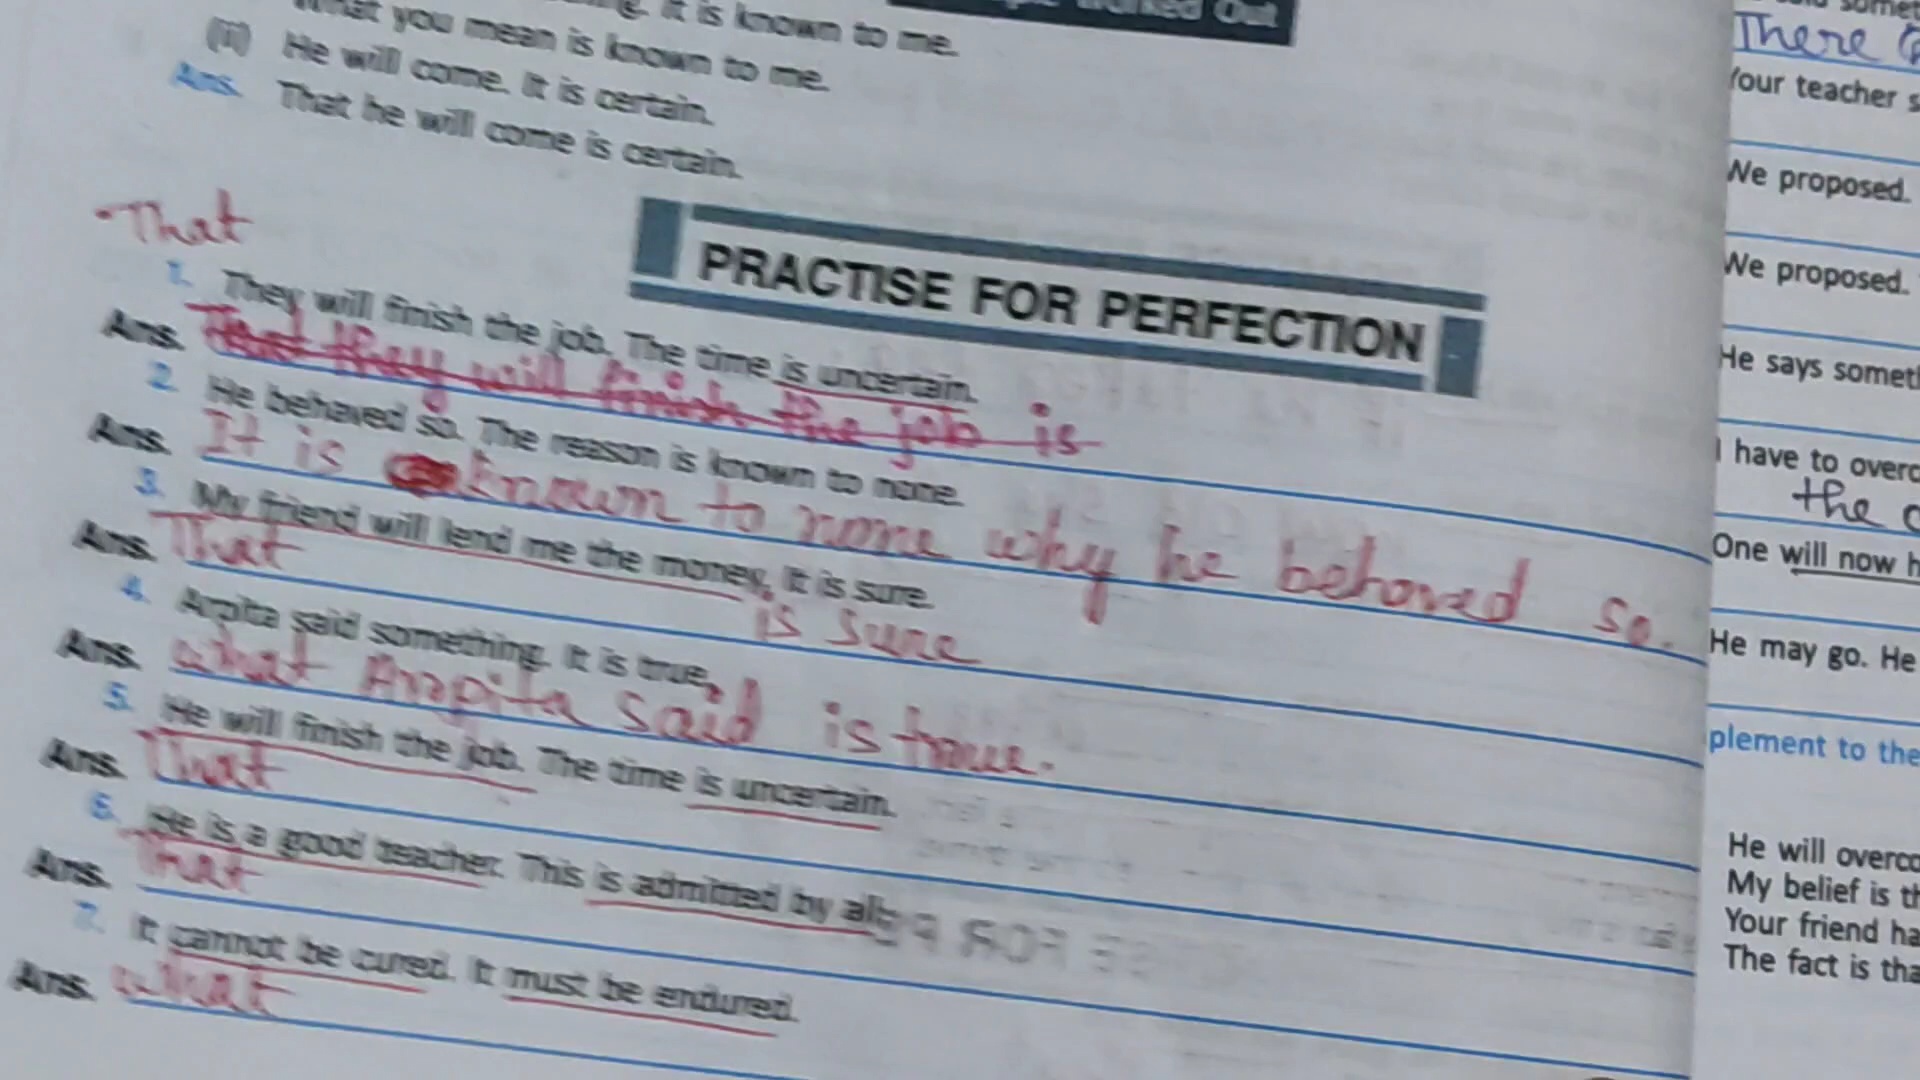 It is known to me.
What you mean is known to me.
(ii) He will come. It is certain.
Ans. That he will come is certain.
Worked Out
That
PRACTISE FOR PERFECTION
1. They will finish the job. The time is uncertain.
Ans. That they will finish the job is
2. He behaved so. The reason is known to none.
Ans. It is known to none why he behaved so.
3. My friend will lend me the money. It is sure.
Ans. That is sure
4. Arpita said something. It is true.
Ans. what Arpita said is true.
5. He will finish the job. The time is uncertain.
Ans. That
6. He is a good teacher. This is admitted by all.
Ans. That
7. It cannot be cured. It must be endured.
Ans. what
There
Your teacher
We proposed.
We proposed.
He says
I have to
the
One will now
He may go. He
plement to the
He will
My belief is
Your friend
The fact is